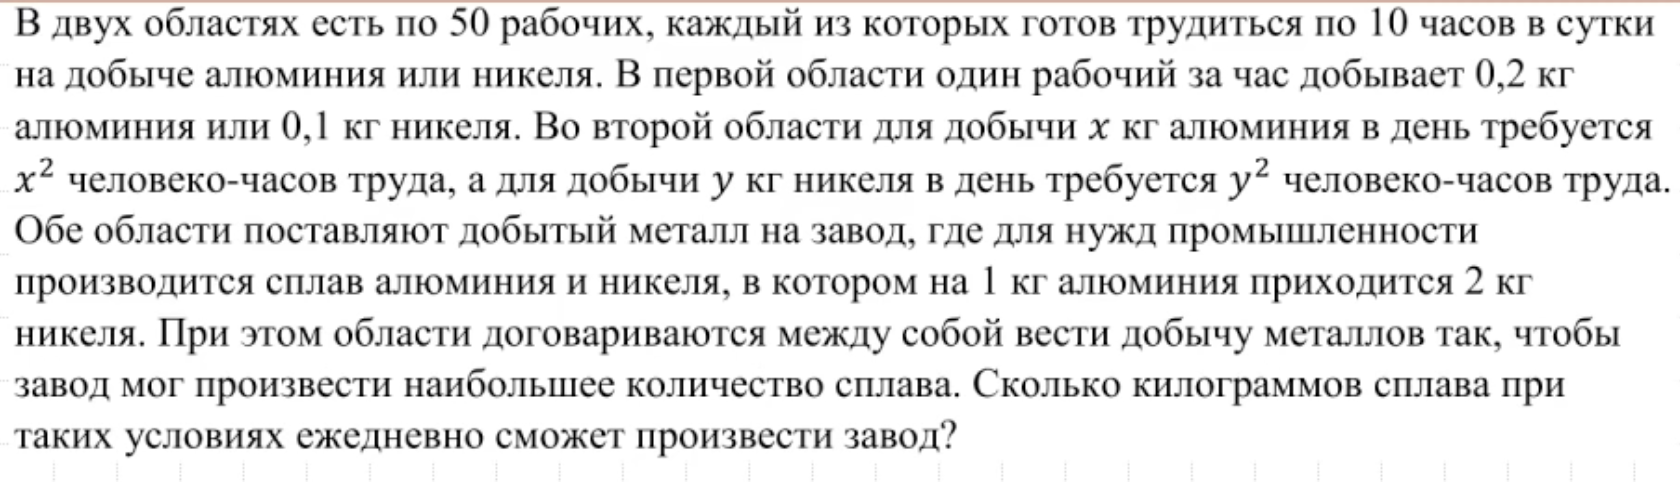 В двух областях есть по 50 рабочих, каждый из которых готов трудиться по 10 часов в сутки
на добыче алюминия или никеля. В первой области один рабочий за час добывает 0,2 кг
алюминия или 0,1 кг никеля. Во второй области для добычи x кг алюминия в день требуется
x² человеко-часов труда, а для добычи y кг никеля в день требуется y² человеко-часов труда.
Обе области поставляют добытый металл на завод, где для нужд промышленности
производится сплав алюминия и никеля, в котором на 1 кг алюминия приходится 2 кг
никеля. При этом области договариваются между собой вести добычу металлов так, чтобы
завод мог произвести наибольшее количество сплава. Сколько килограммов сплава при
таких условиях ежедневно сможет произвести завод?